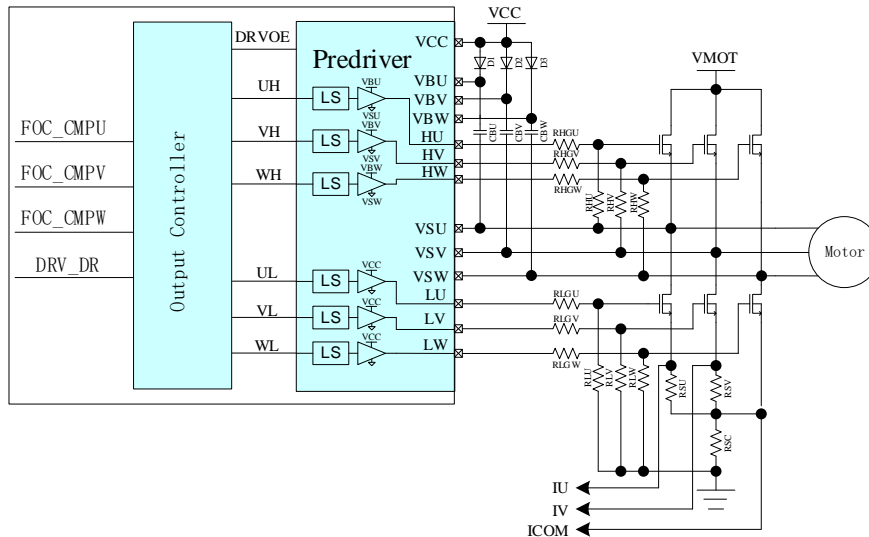 VCC
DRVOE
Predriver
VCC
D1
D2
D3
VMOT
UH
LS
VBU
VSU
VBU
VBV
VBW
CBU
CBV
CBW
FOC_CMPU
VH
LS
VBV
VSV
HU
HV
HW
RHGU
RHGV
RHGW
FOC_CMPV
WH
LS
VBW
VSW
RHU
RHV
RHW
FOC_CMPW
VSU
VSV
VSW
Motor
DRV_DR
Output Controller
UL
LS
VCC
LU
RLGU
VL
LS
VCC
LV
RLGV
WL
LS
VCC
LW
RLGW
RLU
RLV
RLW
RSU
RSV
RSC
IU
IV
ICOM